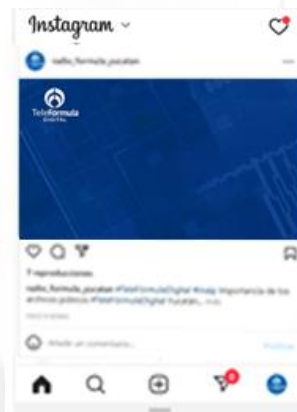 Instagram
radio_formula_yucatan
Teleformula
DIGITAL
7 reproducciones
radio_formula_yucatan #TeleFormulaDigital #Inaip Importancia de los
archivos públicos #TeleFormulaDigital Yucatán,.. más
Añade un comentario...